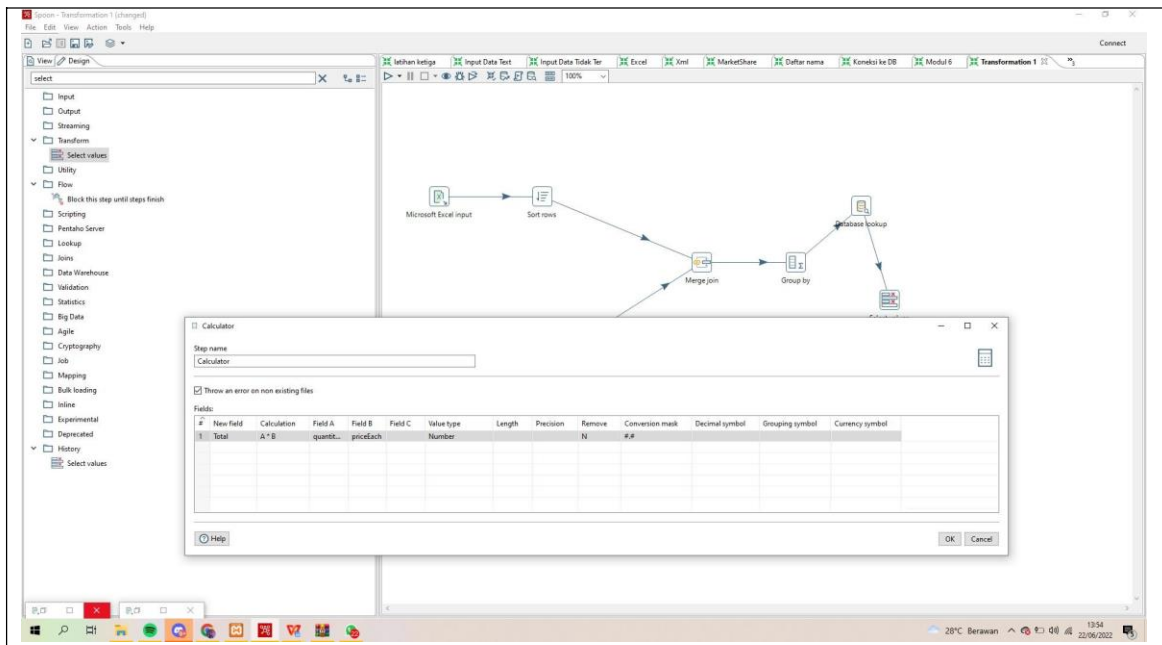 Spoon - Transformation 1 (changed)
File Edit View Action Tools Help
Connect
View Design
latihan ketiga Input Data Text Input Data Tidak Ter Excel Xml MarketShare Daftar nama Koneksi ke DB Modul 6 Transformation 1
select
100%
Input
Output
Streaming
Transform
Select values
Utility
Flow
Block this step until steps finish
Scripting
Pentaho Server
Lookup
Joins
Data Warehouse
Validation
Statistics
Big Data
Agile
Cryptography
Job
Mapping
Bulk loading
Inline
Experimental
Deprecated
History
Select values
Microsoft Excel input
Sort rows
Database lookup
Merge join
Group by
Calculator
Step name
Calculator
Throw an error on non existing files
Fields:
# New field Calculation Field A Field B Field C Value type Length Precision Remove Conversion mask Decimal symbol Grouping symbol Currency symbol
1 Total A * B quantit... priceEach Number N #.#
Help
OK Cancel
28°C Berawan
13:54
22/06/2022